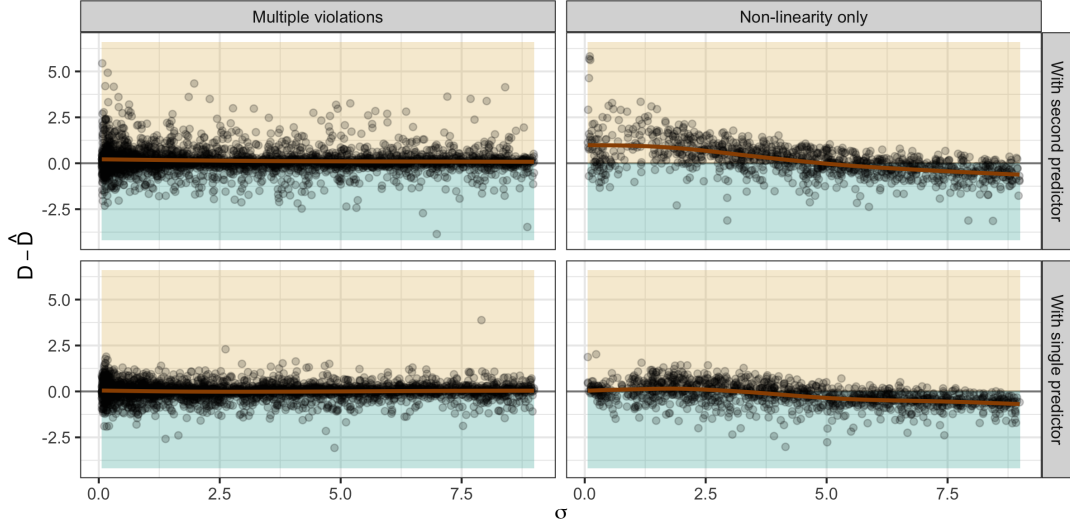 Multiple violations
Non-linearity only
5.0
2.5
0.0
-2.5
With second predictor
D − D̂
5.0
2.5
0.0
-2.5
With single predictor
0.0 2.5 5.0 7.5
0.0 2.5 5.0 7.5
σ